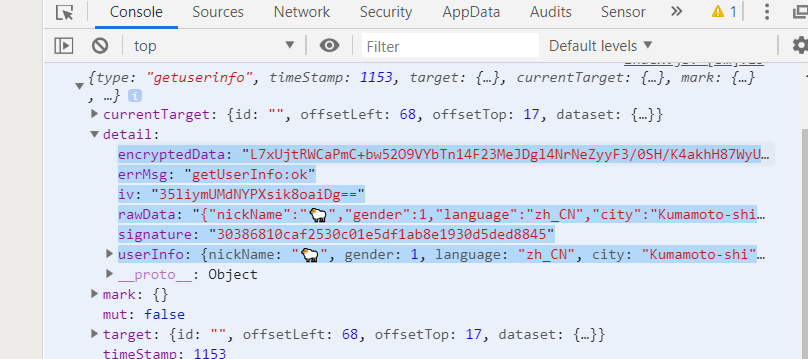 Console Sources Network Security AppData Audits Sensor » 1
top Filter Default levels
{type: "getuserinfo", timeStamp: 1153, target: {…}, currentTarget: {…}, mark: {…}
, …}
currentTarget: {id: "", offsetLeft: 68, offsetTop: 17, dataset: {…}}
detail:
encryptedData: "L7xUjtRWCaPmC+bw52O9VYbTn14F23MeJDgl4NrNeZyyF3/0SH/K4akhH87WyU…
errMsg: "getUserInfo:ok"
iv: "35liymUMdNYPXsik8oaiDg=="
rawData: "{"nickName":"🐑","gender":1,"language":"zh_CN","city":"Kumamoto-shi…
signature: "30386810caf2530c01e5df1ab8e1930d5ded8845"
userInfo: {nickName: "🐑", gender: 1, language: "zh_CN", city: "Kumamoto-shi"…
__proto__: Object
mark: {}
mut: false
target: {id: "", offsetLeft: 68, offsetTop: 17, dataset: {…}}
timeStamp: 1153